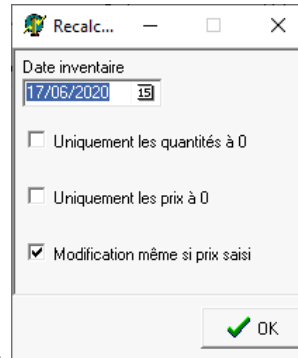 Recalc...
Date inventaire
17/06/2020 15
Uniquement les quantités à 0
Uniquement les prix à 0
Modification même si prix saisi
OK